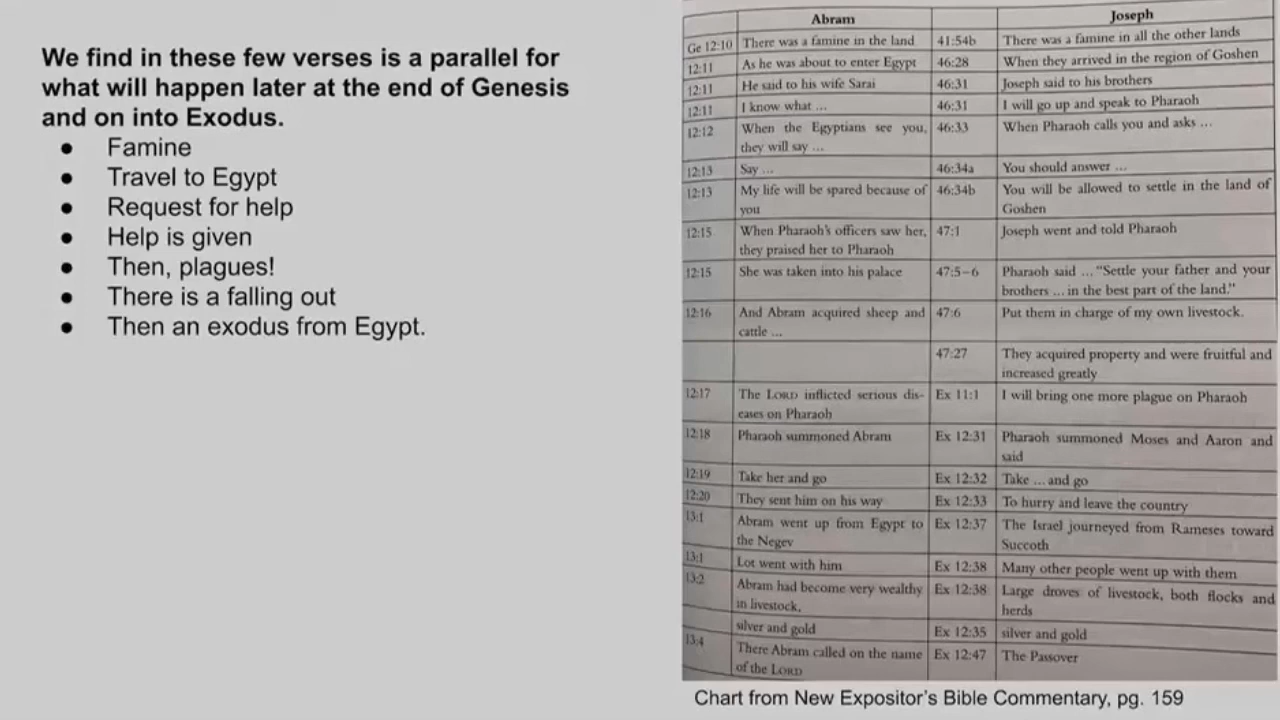 We find in these few verses is a parallel for
what will happen later at the end of Genesis
and on into Exodus.
● Famine
● Travel to Egypt
● Request for help
● Help is given
● Then, plagues!
● There is a falling out
● Then an exodus from Egypt.
Abram Joseph
Ge 12:10 There was a famine in the land 41:54b There was a famine in all the other lands
12:11 As he was about to enter Egypt 46:28 When they arrived in the region of Goshen
12:11 He said to his wife Sarai 46:31 Joseph said to his brothers
12:11 I know what ... 46:31 I will go up and speak to Pharaoh
12:12 When the Egyptians see you, 46:33 When Pharaoh calls you and asks ...
they will say ...
12:13 Say ... 46:34a You should answer ...
12:13 My life will be spared because of 46:34b You will be allowed to settle in the land of
you Goshen
12:15 When Pharaoh's officers saw her, 47:1 Joseph went and told Pharaoh
they praised her to Pharaoh
12:15 She was taken into his palace 47:5–6 Pharaoh said ... "Settle your father and your
brothers ... in the best part of the land."
12:16 And Abram acquired sheep and 47:6 Put them in charge of my own livestock.
cattle ...
47:27 They acquired property and were fruitful and
increased greatly
12:17 The LORD inflicted serious dis- Ex 11:1 I will bring one more plague on Pharaoh
eases on Pharaoh
12:18 Pharaoh summoned Abram Ex 12:31 Pharaoh summoned Moses and Aaron and
said
12:19 Take her and go Ex 12:32 Take ... and go
12:20 They sent him on his way Ex 12:33 To hurry and leave the country
13:1 Abram went up from Egypt to Ex 12:37 The Israel journeyed from Rameses toward
the Negev Succoth
13:1 Lot went with him Ex 12:38 Many other people went up with them
13:2 Abram had become very wealthy Ex 12:38 Large droves of livestock, both flocks and
in livestock, herds
silver and gold Ex 12:35 silver and gold
13:4 There Abram called on the name Ex 12:47 The Passover
of the LORD
Chart from New Expositor's Bible Commentary, pg. 159